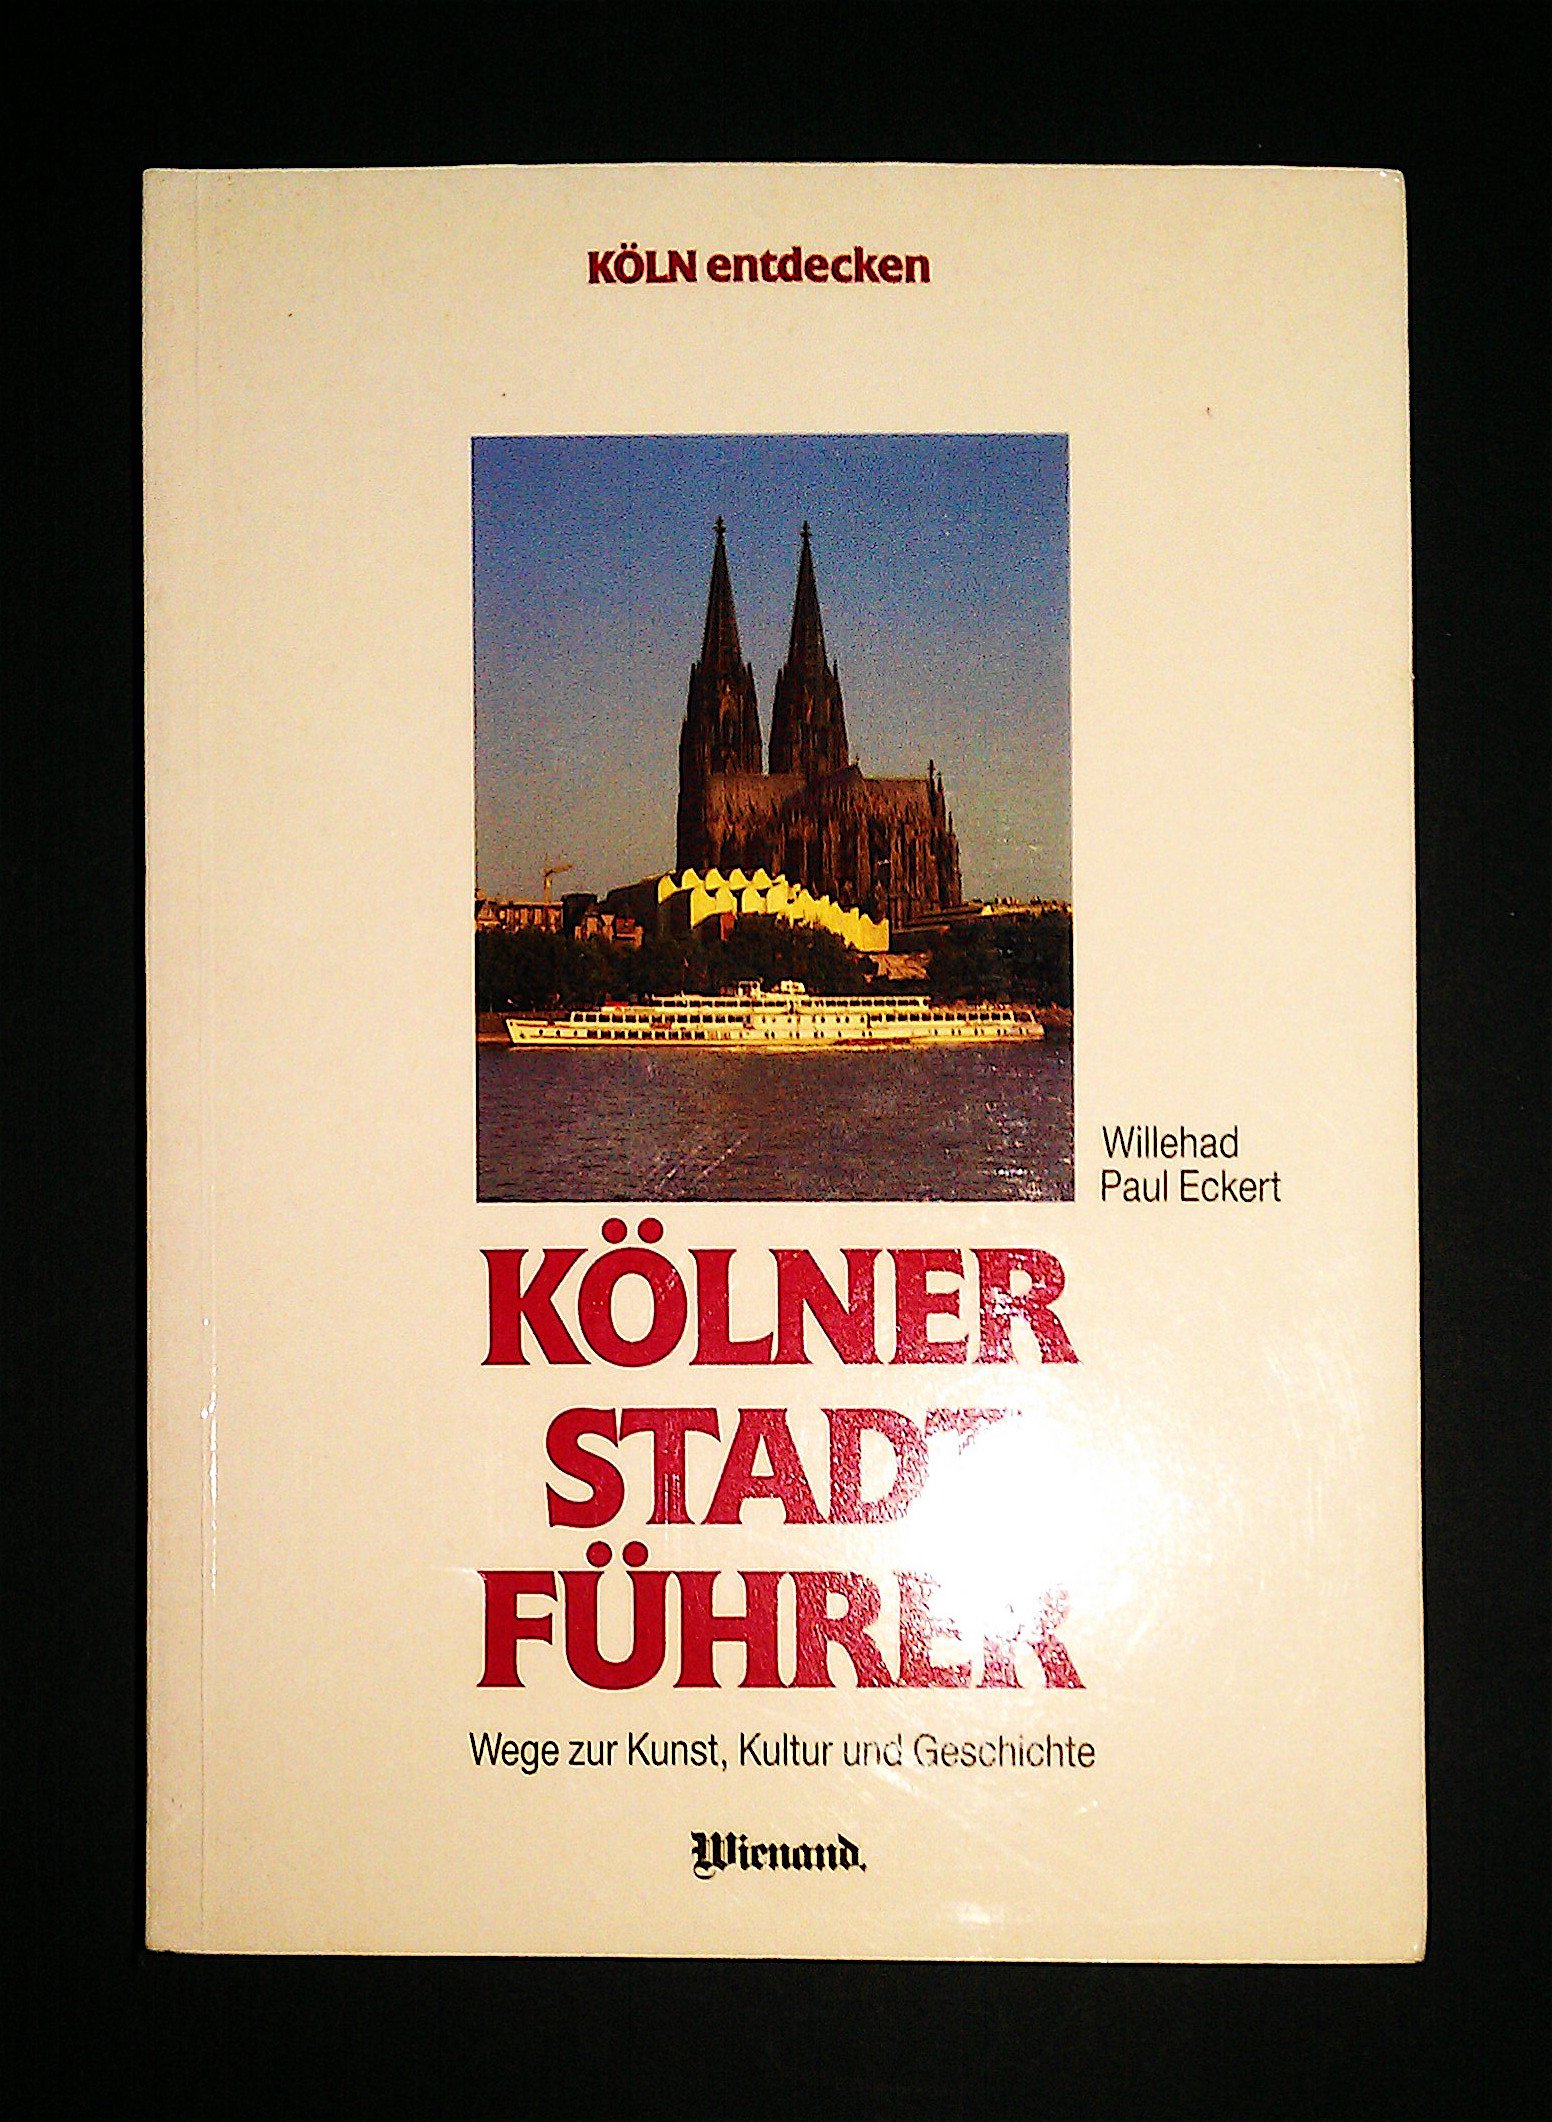 KÖLN entdecken
Willehad
Paul Eckert
KÖLNER
STADT
FÜHRER
Wege zur Kunst, Kultur und Geschichte
Wienand.